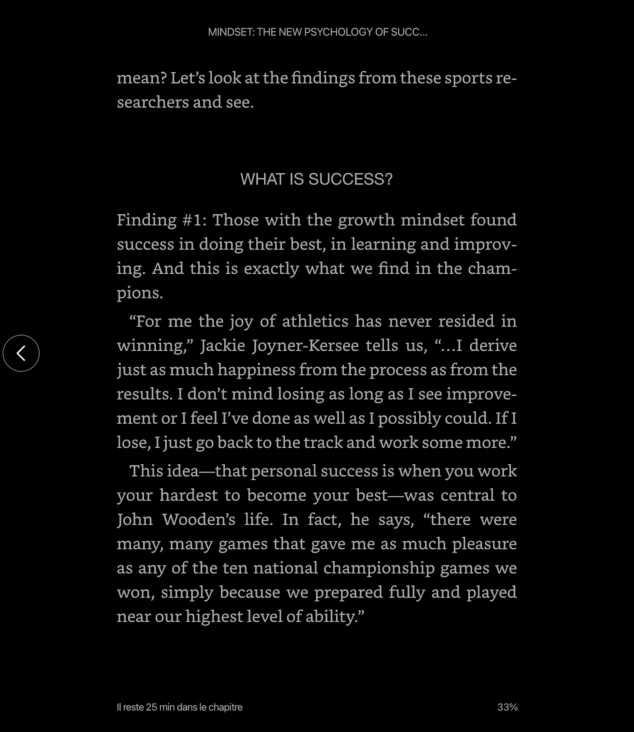 MINDSET: THE NEW PSYCHOLOGY OF SUCC...
mean? Let’s look at the findings from these sports re-
searchers and see.
WHAT IS SUCCESS?
Finding #1: Those with the growth mindset found
success in doing their best, in learning and improv-
ing. And this is exactly what we find in the cham-
pions.
“For me the joy of athletics has never resided in
winning,” Jackie Joyner-Kersee tells us, “…I derive
just as much happiness from the process as from the
results. I don’t mind losing as long as I see improve-
ment or I feel I’ve done as well as I possibly could. If I
lose, I just go back to the track and work some more.”
This idea—that personal success is when you work
your hardest to become your best—was central to
John Wooden’s life. In fact, he says, “there were
many, many games that gave me as much pleasure
as any of the ten national championship games we
won, simply because we prepared fully and played
near our highest level of ability.”
Il reste 25 min dans le chapitre
33%